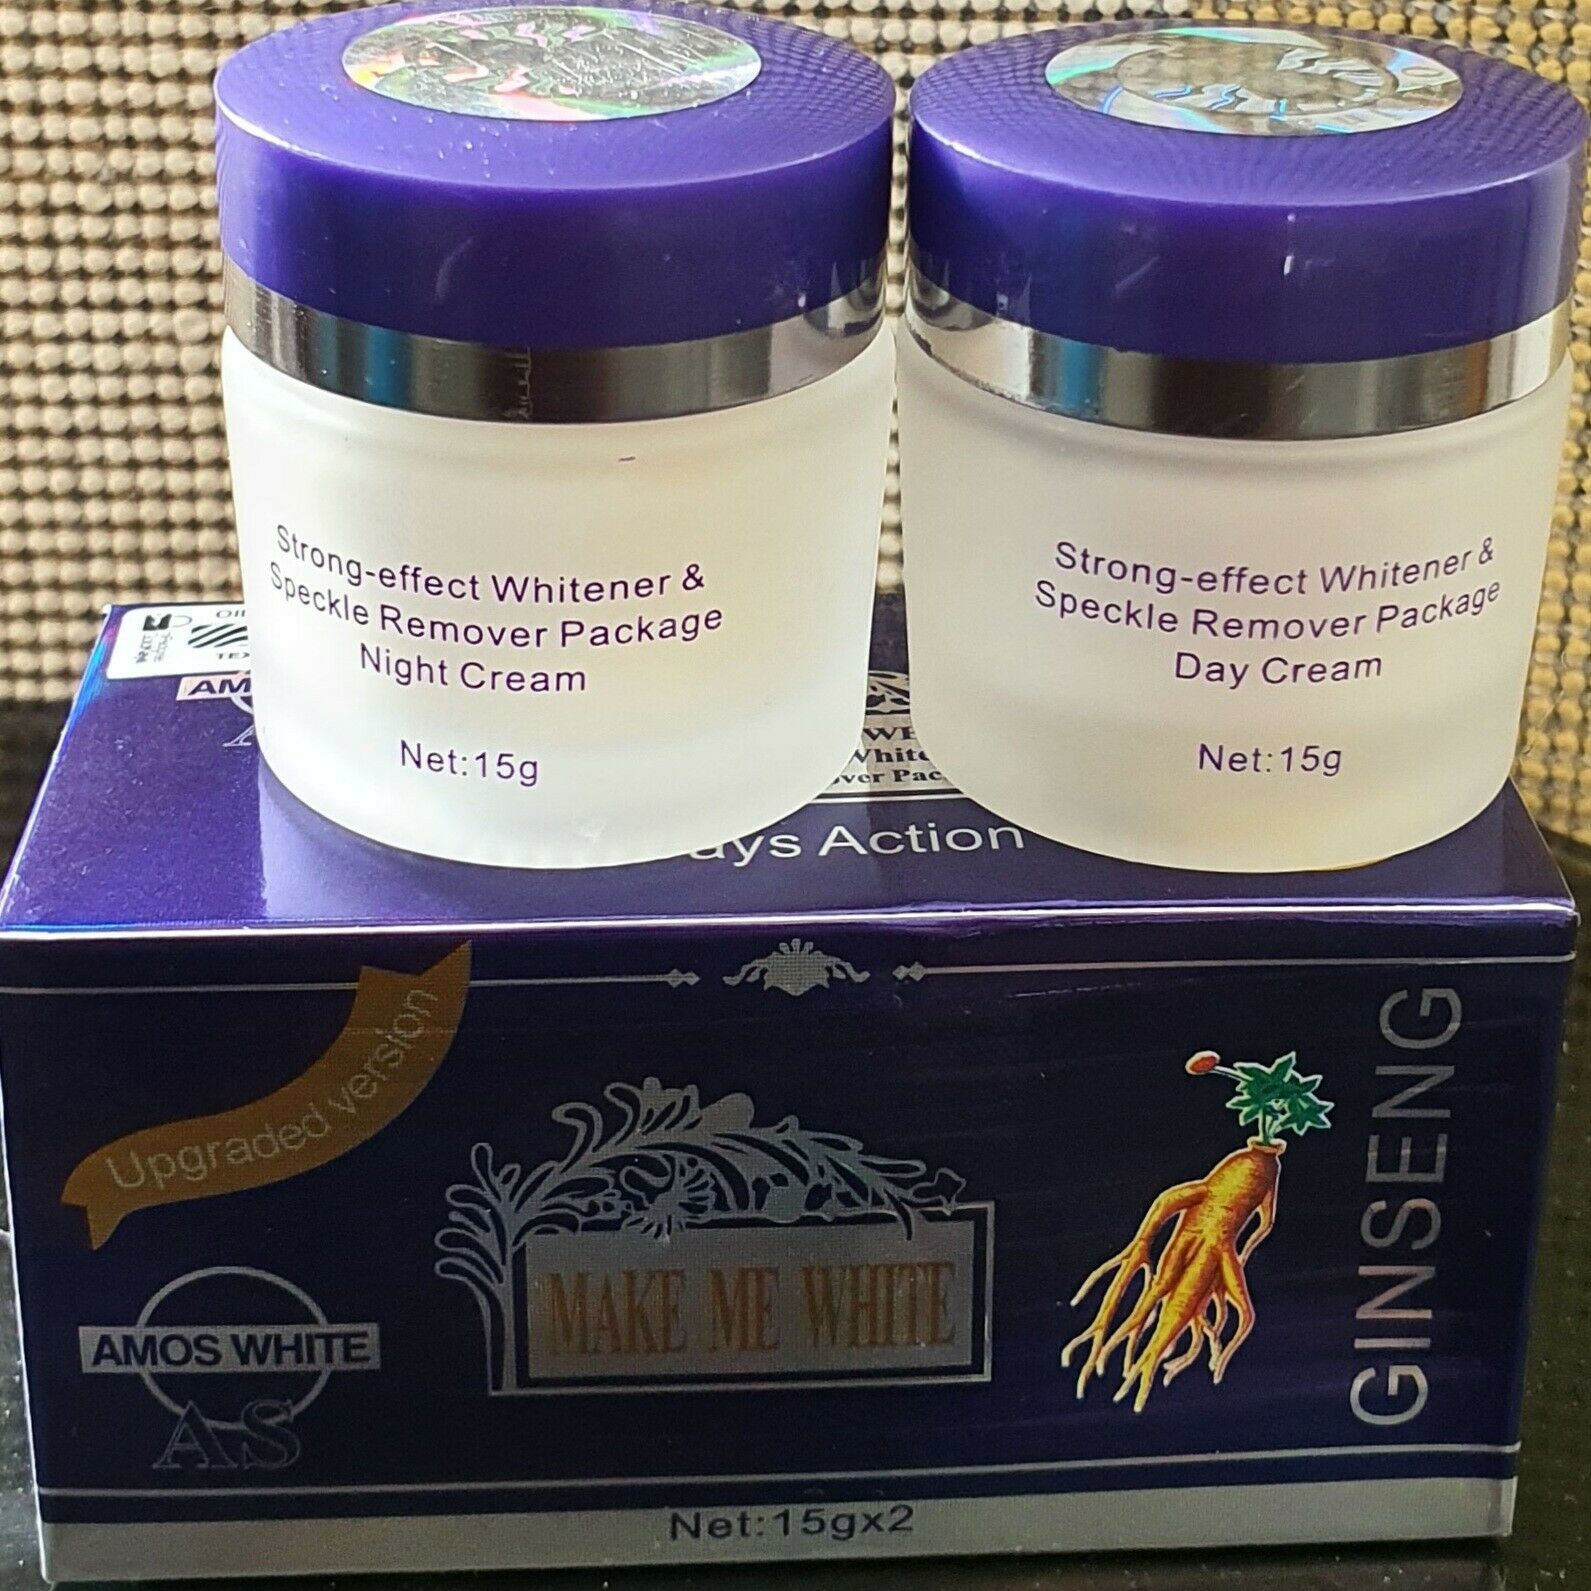 Strong-effect Whitener &
Speckle Remover Package
Night Cream
Net:15g
Strong-effect Whitener &
Speckle Remover Package
Day Cream
Net:15g
AM
Action
Upgraded version
AMOS WHITE
AS
MAKE ME WHITE
GINSENG
Net:15gx2